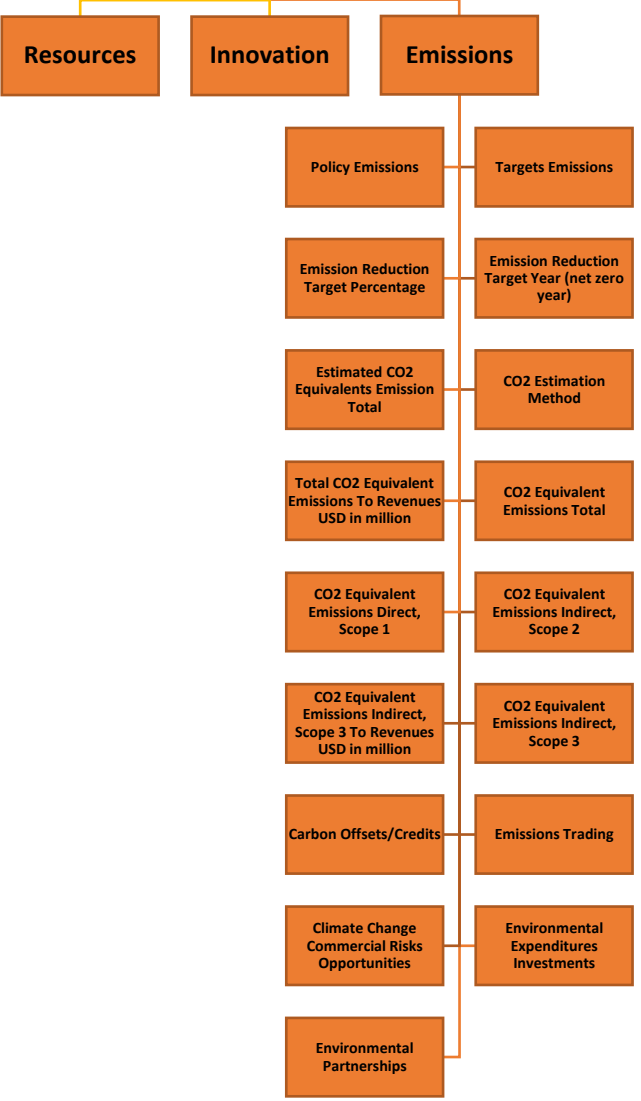 Resources
Innovation
Emissions
Policy Emissions
Targets Emissions
Emission Reduction
Target Percentage
Emission Reduction
Target Year (net zero
year)
Estimated CO2
Equivalents Emission
Total
CO2 Estimation
Method
Total CO2 Equivalent
Emissions To Revenues
USD in million
CO2 Equivalent
Emissions Total
CO2 Equivalent
Emissions Direct,
Scope 1
CO2 Equivalent
Emissions Indirect,
Scope 2
CO2 Equivalent
Emissions Indirect,
Scope 3 To Revenues
USD in million
CO2 Equivalent
Emissions Indirect,
Scope 3
Carbon Offsets/Credits
Emissions Trading
Climate Change
Commercial Risks
Opportunities
Environmental
Expenditures
Investments
Environmental
Partnerships